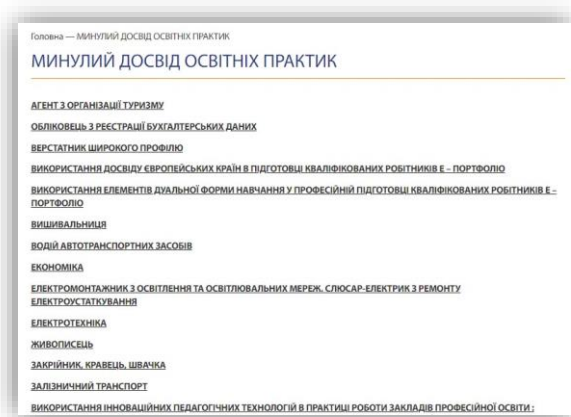 Головна — МИНУЛИЙ ДОСВІД ОСВІТНІХ ПРАКТИК
МИНУЛИЙ ДОСВІД ОСВІТНІХ ПРАКТИК
АГЕНТ З ОРГАНІЗАЦІЇ ТУРИЗМУ
ОБЛІКОВЕЦЬ З РЕЄСТРАЦІЇ БУХГАЛТЕРСЬКИХ ДАНИХ
ВЕРСТАТНИК ШИРОКОГО ПРОФІЛЮ
ВИКОРИСТАННЯ ДОСВІДУ ЄВРОПЕЙСЬКИХ КРАЇН В ПІДГОТОВЦІ КВАЛІФІКОВАНИХ РОБІТНИКІВ Е – ПОРТФОЛІО
ВИКОРИСТАННЯ ЕЛЕМЕНТІВ ДУАЛЬНОЇ ФОРМИ НАВЧАННЯ У ПРОФЕСІЙНІЙ ПІДГОТОВЦІ КВАЛІФІКОВАНИХ РОБІТНИКІВ Е –
ПОРТФОЛІО
ВИШИВАЛЬНИЦЯ
ВОДІЙ АВТОТРАНСПОРТНИХ ЗАСОБІВ
ЕКОНОМІКА
ЕЛЕКТРОМОНТАЖНИК З ОСВІТЛЕННЯ ТА ОСВІТЛЮВАЛЬНИХ МЕРЕЖ. СЛЮСАР-ЕЛЕКТРИК З РЕМОНТУ
ЕЛЕКТРОУСТАТКУВАННЯ
ЕЛЕКТРОТЕХНІКА
ЖИВОПИСЕЦЬ
ЗАКРІЙНИК, КРАВЕЦЬ, ШВАЧКА
ЗАЛІЗНИЧНИЙ ТРАНСПОРТ
ВИКОРИСТАННЯ ІННОВАЦІЙНИХ ПЕДАГОГІЧНИХ ТЕХНОЛОГІЙ В ПРАКТИЦІ РОБОТИ ЗАКЛАДІВ ПРОФЕСІЙНОЇ ОСВІТИ :